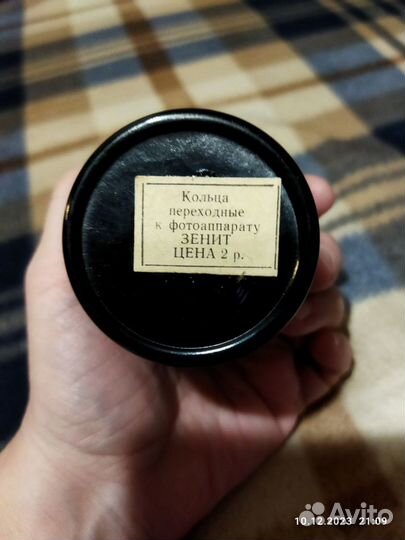 Кольца
переходные
к фотоаппарату
ЗЕНИТ
ЦЕНА 2 р.
Avito
10.12.2023 21:09